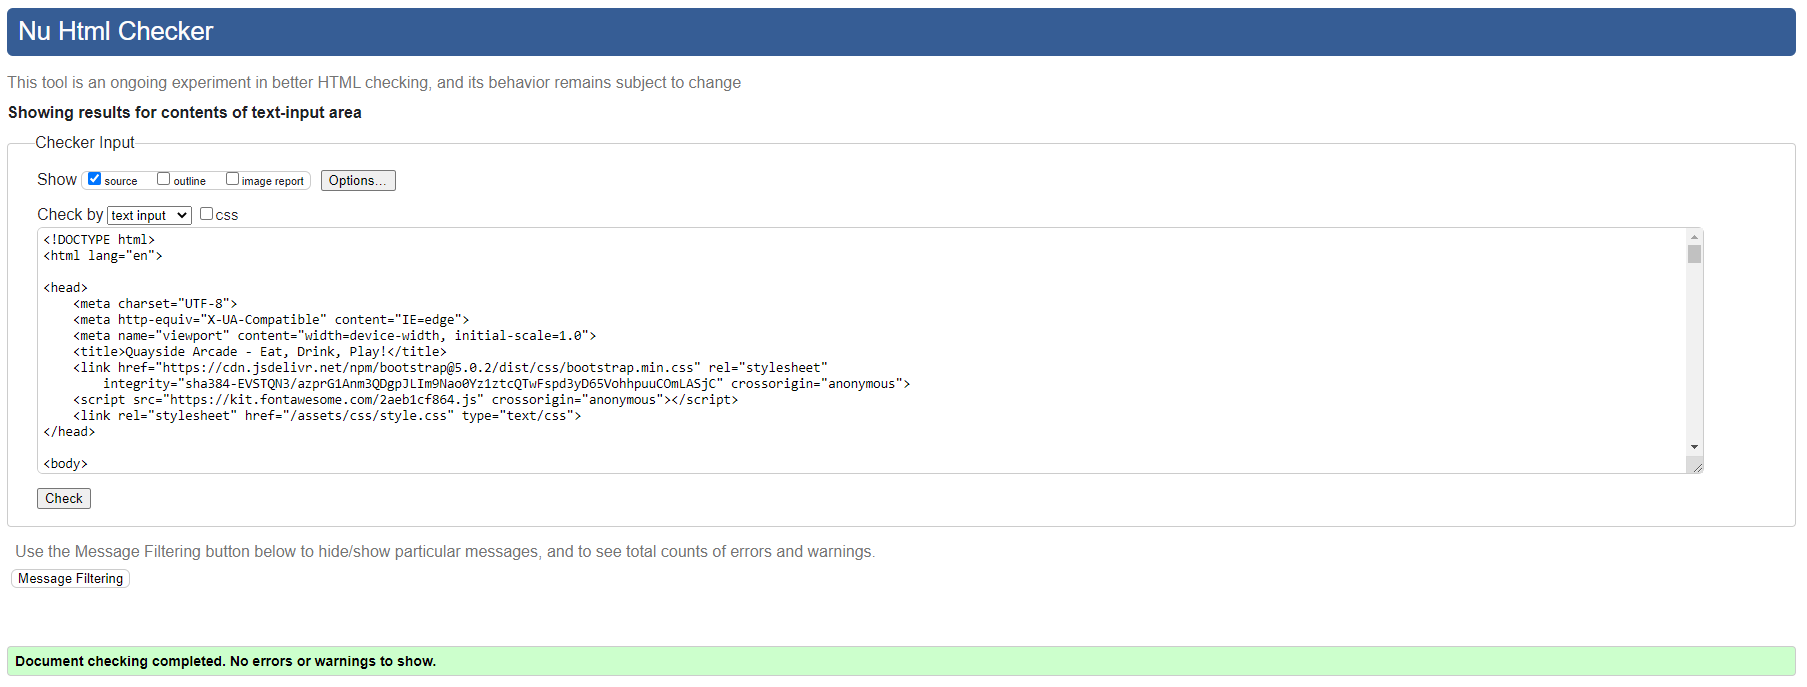 Nu Html Checker
This tool is an ongoing experiment in better HTML checking, and its behavior remains subject to change
Showing results for contents of text-input area
Checker Input
Show source outline image report Options...
Check by text input css
<!DOCTYPE html>
<html lang="en">
<head>
<meta charset="UTF-8">
<meta http-equiv="X-UA-Compatible" content="IE=edge">
<meta name="viewport" content="width=device-width, initial-scale=1.0">
<title>Quayside Arcade - Eat, Drink, Play!</title>
<link href="https://cdn.jsdelivr.net/npm/bootstrap@5.0.2/dist/css/bootstrap.min.css" rel="stylesheet"
integrity="sha384-EVSTQN3/azprG1Anm3QDgpJLIm9Nao0Yz1ztcQTwFspd3yD65VohhpuuCOmLASjC" crossorigin="anonymous">
<script src="https://kit.fontawesome.com/2aeb1cf864.js" crossorigin="anonymous"></script>
<link rel="stylesheet" href="/assets/css/style.css" type="text/css">
</head>
<body>
Check
Use the Message Filtering button below to hide/show particular messages, and to see total counts of errors and warnings.
Message Filtering
Document checking completed. No errors or warnings to show.